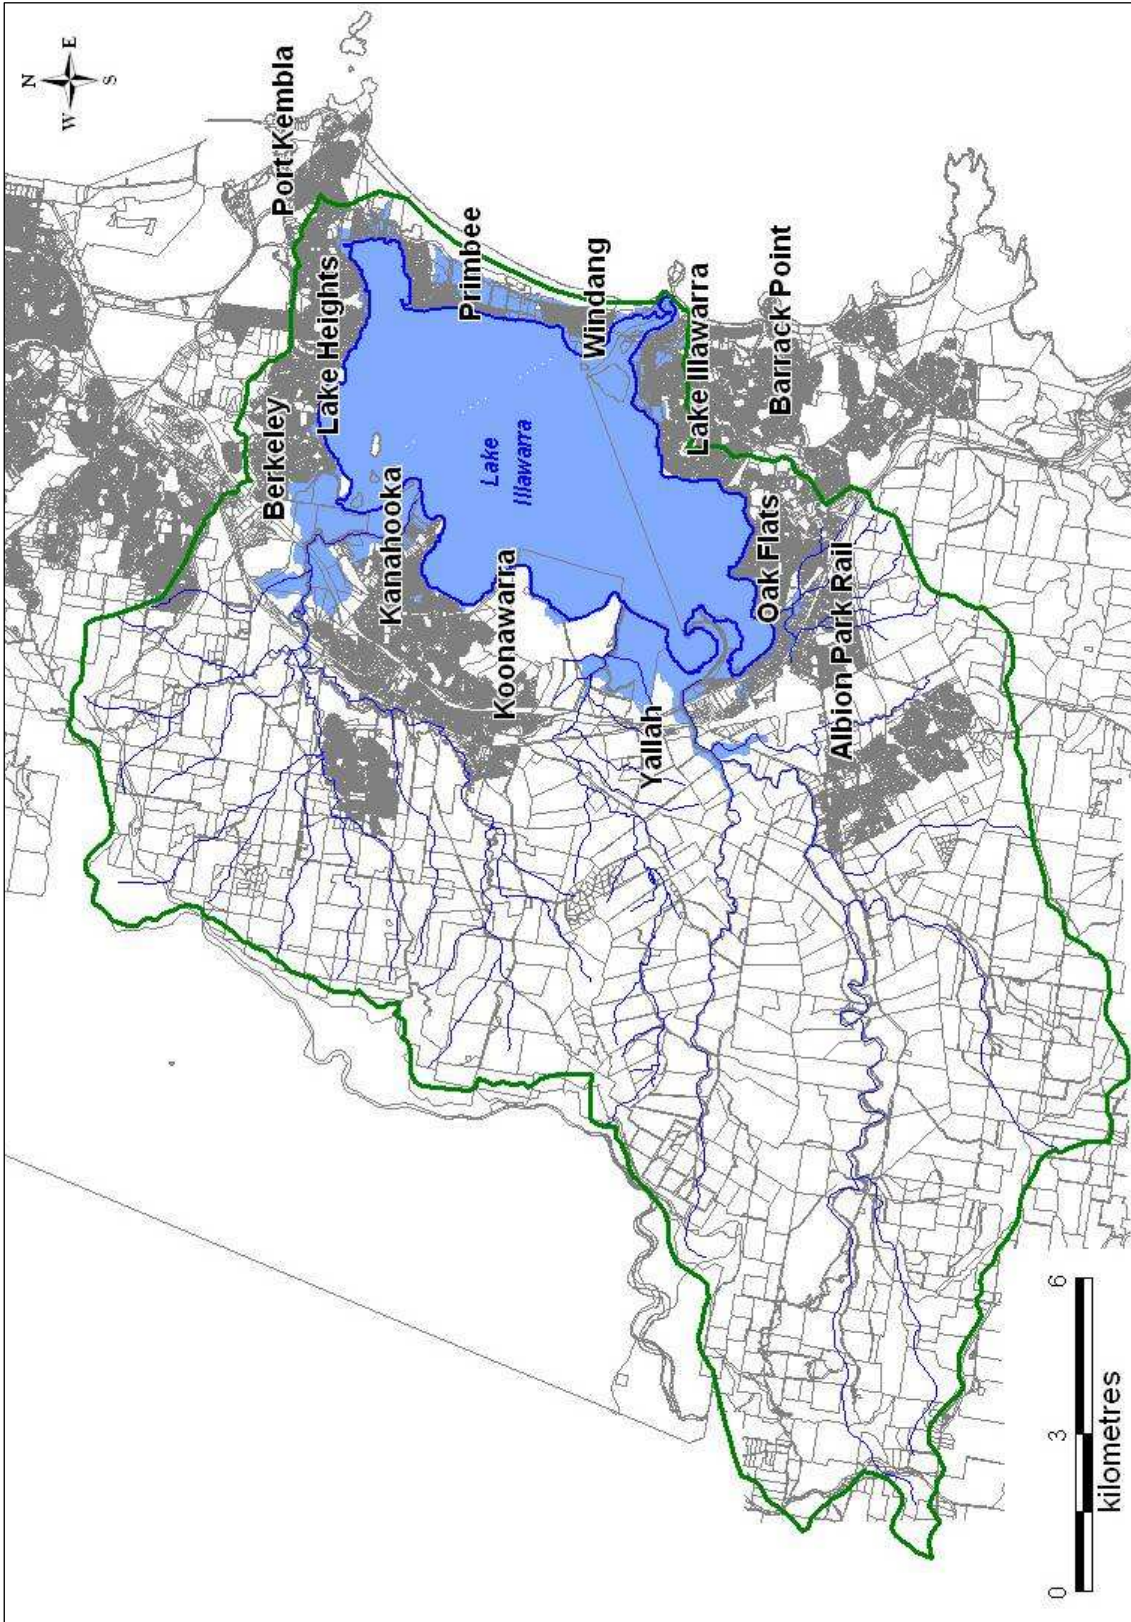 N
W
E
S
Port Kembla
Lake Heights
Berkeley
Primbee
Kanahooka
Lake
Illawarra
Windang
Koonawarra
Lake Illawarra
Yallah
Oak Flats
Barrack Point
Albion Park Rail
0 3 6
kilometres